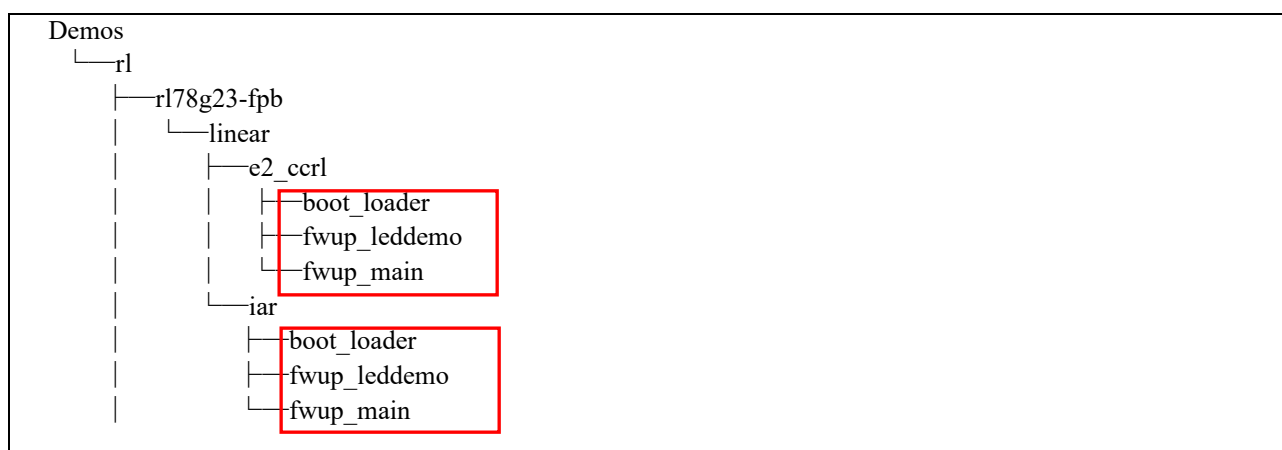 Demos
└──rl
├──rl78g23-fpb
│ └──linear
│ ├──e2_ccrl
│ │ ├──boot_loader
│ │ ├──fwup_leddemo
│ │ └──fwup_main
│ └──iar
│ ├──boot_loader
│ ├──fwup_leddemo
│ └──fwup_main